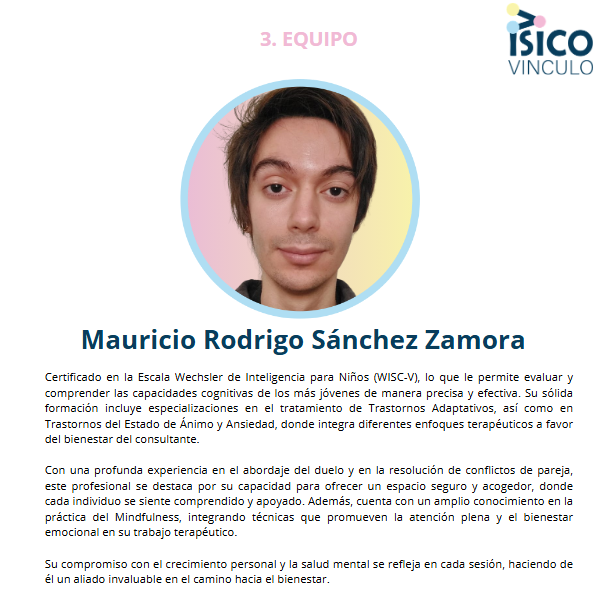 3. EQUIPO
ISICO
VINCULO
Mauricio Rodrigo Sánchez Zamora
Certificado en la Escala Wechsler de Inteligencia para Niños (WISC-V), lo que le permite evaluar y
comprender las capacidades cognitivas de los más jóvenes de manera precisa y efectiva. Su sólida
formación incluye especializaciones en el tratamiento de Trastornos Adaptativos, así como en
Trastornos del Estado de Ánimo y Ansiedad, donde integra diferentes enfoques terapéuticos a favor
del bienestar del consultante.
Con una profunda experiencia en el abordaje del duelo y en la resolución de conflictos de pareja,
este profesional se destaca por su capacidad para ofrecer un espacio seguro y acogedor, donde
cada individuo se siente comprendido y apoyado. Además, cuenta con un amplio conocimiento en la
práctica del Mindfulness, integrando técnicas que promueven la atención plena y el bienestar
emocional en su trabajo terapéutico.
Su compromiso con el crecimiento personal y la salud mental se refleja en cada sesión, haciendo de
él un aliado invaluable en el camino hacia el bienestar.